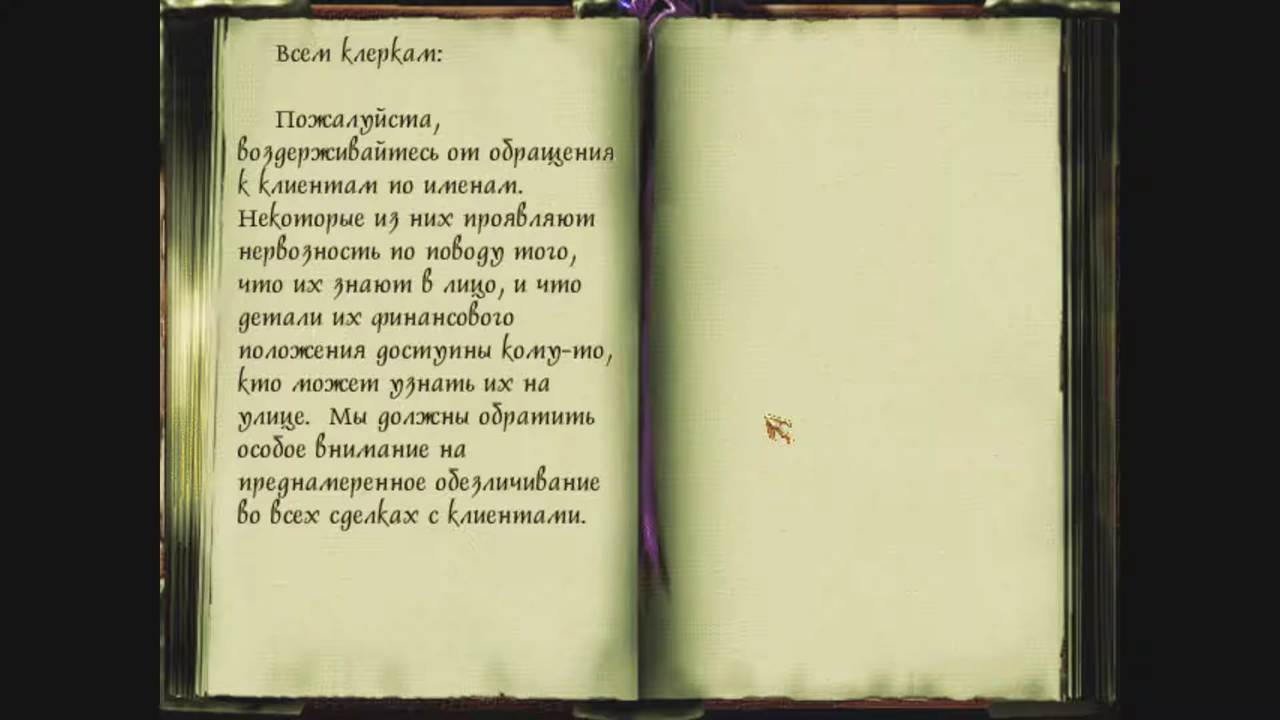 Всем клеркам:
Пожалуйста,
воздерживайтесь от обращения
к клиентам по именам.
Некоторые из них проявляют
нервозность по поводу того,
что их знают в лицо, и что
детали их финансового
положения доступны кому-то,
кто может узнать их на
улице. Мы должны обратить
особое внимание на
преднамеренное обезличивание
во всех сделках с клиентами.